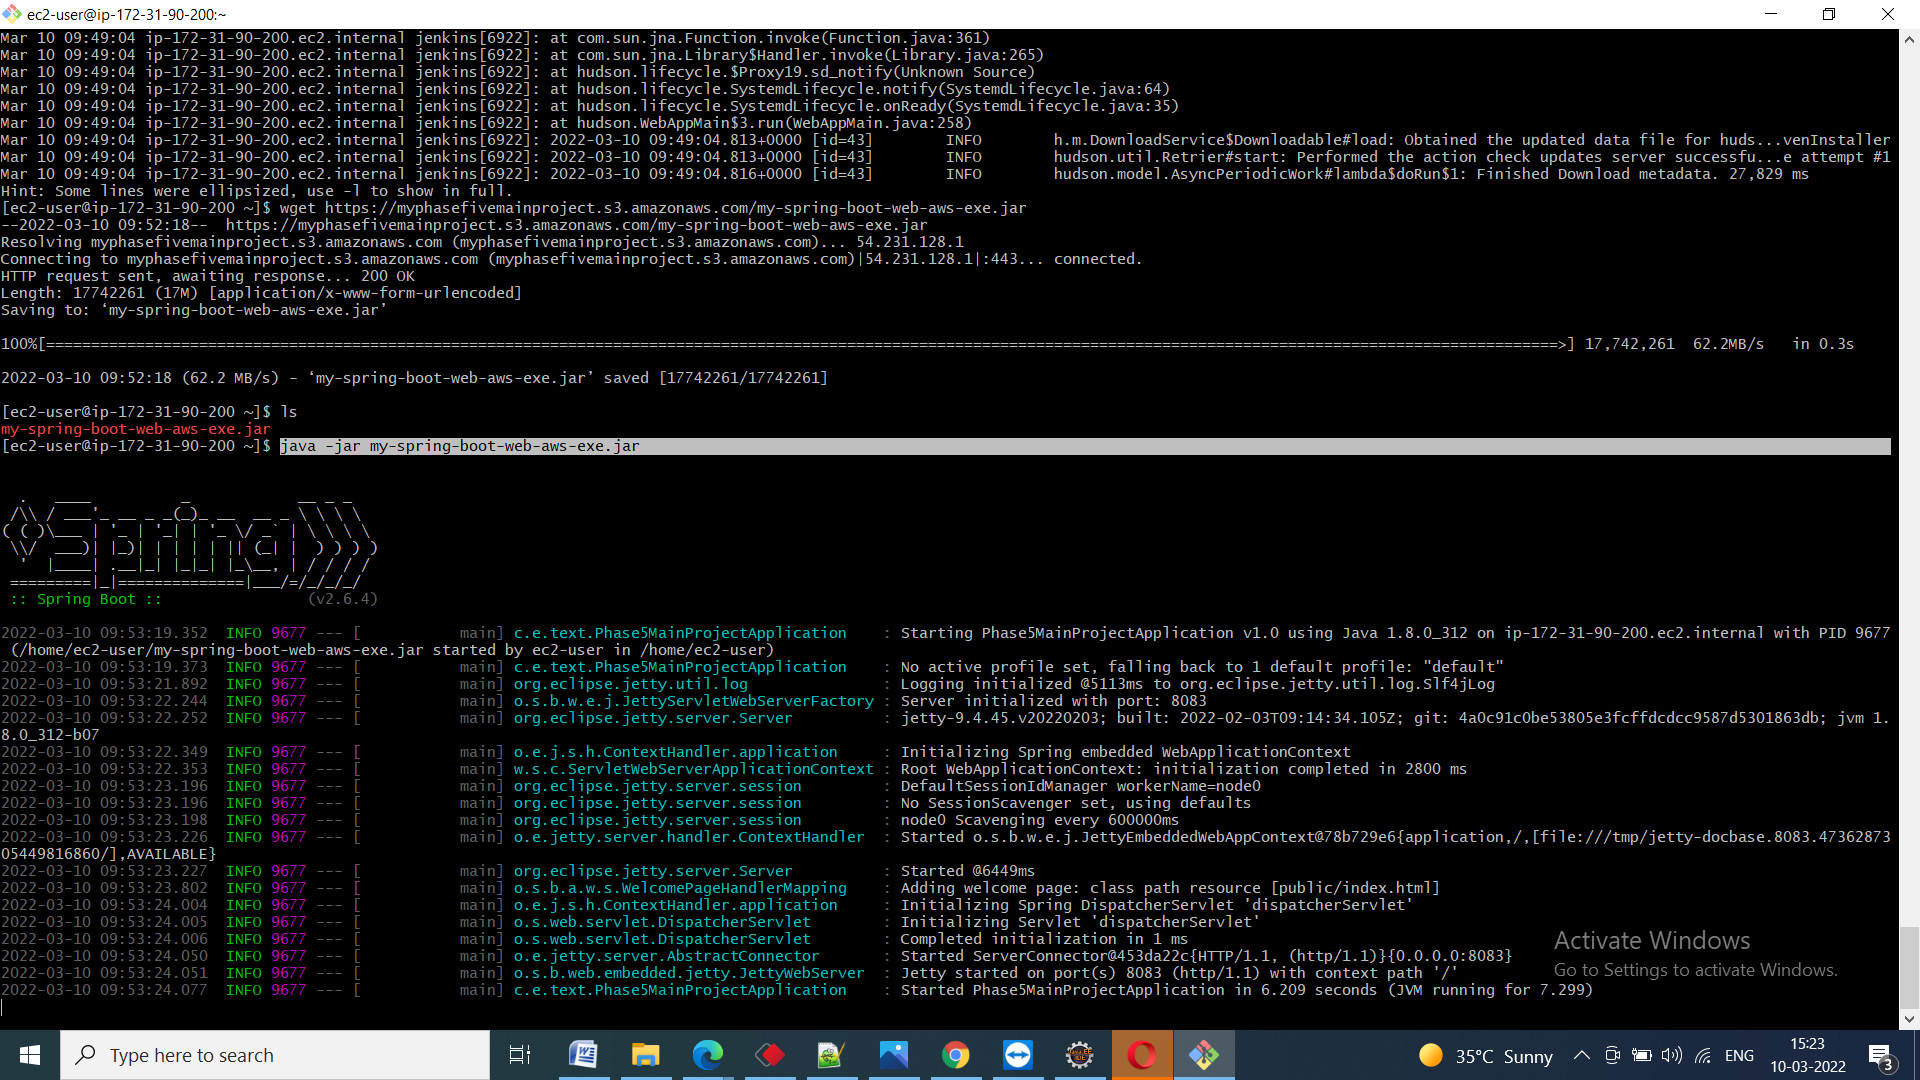 ec2-user@ip-172-31-90-200:~
Mar 10 09:49:04 ip-172-31-90-200.ec2.internal jenkins[6922]: at com.sun.jna.Function.invoke(Function.java:361)
Mar 10 09:49:04 ip-172-31-90-200.ec2.internal jenkins[6922]: at com.sun.jna.Library$Handler.invoke(Library.java:265)
Mar 10 09:49:04 ip-172-31-90-200.ec2.internal jenkins[6922]: at hudson.lifecycle.$Proxy19.sd_notify(Unknown Source)
Mar 10 09:49:04 ip-172-31-90-200.ec2.internal jenkins[6922]: at hudson.lifecycle.SystemdLifecycle.notify(SystemdLifecycle.java:64)
Mar 10 09:49:04 ip-172-31-90-200.ec2.internal jenkins[6922]: at hudson.lifecycle.SystemdLifecycle.onReady(SystemdLifecycle.java:35)
Mar 10 09:49:04 ip-172-31-90-200.ec2.internal jenkins[6922]: at hudson.WebAppMain$3.run(WebAppMain.java:258)
Mar 10 09:49:04 ip-172-31-90-200.ec2.internal jenkins[6922]: 2022-03-10 09:49:04.813+0000 [id=43]        INFO        h.m.DownloadService$Downloadable#load: Obtained the updated data file for huds...venInstaller
Mar 10 09:49:04 ip-172-31-90-200.ec2.internal jenkins[6922]: 2022-03-10 09:49:04.813+0000 [id=43]        INFO        hudson.util.Retrier#start: Performed the action check updates server successfu...e attempt #1
Mar 10 09:49:04 ip-172-31-90-200.ec2.internal jenkins[6922]: 2022-03-10 09:49:04.816+0000 [id=43]        INFO        hudson.model.AsyncPeriodicWork#lambda$doRun$1: Finished Download metadata. 27,829 ms
Hint: Some lines were ellipsized, use -l to show in full.
[ec2-user@ip-172-31-90-200 ~]$ wget https://myphasefivemainproject.s3.amazonaws.com/my-spring-boot-web-aws-exe.jar
--2022-03-10 09:52:18--  https://myphasefivemainproject.s3.amazonaws.com/my-spring-boot-web-aws-exe.jar
Resolving myphasefivemainproject.s3.amazonaws.com (myphasefivemainproject.s3.amazonaws.com)... 54.231.128.1
Connecting to myphasefivemainproject.s3.amazonaws.com (myphasefivemainproject.s3.amazonaws.com)|54.231.128.1|:443... connected.
HTTP request sent, awaiting response... 200 OK
Length: 17742261 (17M) [application/x-www-form-urlencoded]
Saving to: ‘my-spring-boot-web-aws-exe.jar’
100%[======================================>] 17,742,261  62.2MB/s   in 0.3s
2022-03-10 09:52:18 (62.2 MB/s) - ‘my-spring-boot-web-aws-exe.jar’ saved [17742261/17742261]
[ec2-user@ip-172-31-90-200 ~]$ ls
my-spring-boot-web-aws-exe.jar
[ec2-user@ip-172-31-90-200 ~]$ java -jar my-spring-boot-web-aws-exe.jar
Spring
:: Spring Boot ::                (v2.6.4)
2022-03-10 09:53:19.352  INFO 9677 --- [           main] c.e.text.Phase5MainProjectApplication    : Starting Phase5MainProjectApplication v1.0 using Java 1.8.0_312 on ip-172-31-90-200.ec2.internal with PID 9677
(/home/ec2-user/my-spring-boot-web-aws-exe.jar started by ec2-user in /home/ec2-user)
2022-03-10 09:53:19.373  INFO 9677 --- [           main] c.e.text.Phase5MainProjectApplication    : No active profile set, falling back to 1 default profile: "default"
2022-03-10 09:53:21.892  INFO 9677 --- [           main] org.eclipse.jetty.util.log               : Logging initialized @5113ms to org.eclipse.jetty.util.log.Slf4jLog
2022-03-10 09:53:22.244  INFO 9677 --- [           main] o.s.b.w.e.j.JettyServletWebServerFactory : Server initialized with port: 8083
2022-03-10 09:53:22.252  INFO 9677 --- [           main] org.eclipse.jetty.server.Server          : jetty-9.4.45.v20220203; built: 2022-02-03T09:14:34.105Z; git: 4a0c91c0be53805e3fcffdcdcc9587d5301863db; jvm 1.
8.0_312-b07
2022-03-10 09:53:22.349  INFO 9677 --- [           main] o.e.j.s.h.ContextHandler.application     : Initializing Spring embedded WebApplicationContext
2022-03-10 09:53:22.353  INFO 9677 --- [           main] w.s.c.ServletWebServerApplicationContext : Root WebApplicationContext: initialization completed in 2800 ms
2022-03-10 09:53:23.196  INFO 9677 --- [           main] org.eclipse.jetty.server.session         : DefaultSessionIdManager workerName=node0
2022-03-10 09:53:23.196  INFO 9677 --- [           main] org.eclipse.jetty.server.session         : No SessionScavenger set, using defaults
2022-03-10 09:53:23.198  INFO 9677 --- [           main] org.eclipse.jetty.server.session         : node0 Scavenging every 600000ms
2022-03-10 09:53:23.226  INFO 9677 --- [           main] o.e.jetty.server.handler.ContextHandler  : Started o.s.b.w.e.j.JettyEmbeddedWebAppContext@78b729e6{application,/,[file:///tmp/jetty-docbase.8083.47362873
05449816860/],AVAILABLE}
2022-03-10 09:53:23.227  INFO 9677 --- [           main] org.eclipse.jetty.server.Server          : Started @6449ms
2022-03-10 09:53:23.802  INFO 9677 --- [           main] o.s.b.a.w.s.WelcomePageHandlerMapping    : Adding welcome page: class path resource [public/index.html]
2022-03-10 09:53:24.004  INFO 9677 --- [           main] o.e.j.s.h.ContextHandler.application     : Initializing Spring DispatcherServlet 'dispatcherServlet'
2022-03-10 09:53:24.005  INFO 9677 --- [           main] o.s.web.servlet.DispatcherServlet        : Initializing Servlet 'dispatcherServlet'
2022-03-10 09:53:24.006  INFO 9677 --- [           main] o.s.web.servlet.DispatcherServlet        : Completed initialization in 1 ms
2022-03-10 09:53:24.050  INFO 9677 --- [           main] o.e.jetty.server.AbstractConnector       : Started ServerConnector@453da22c{HTTP/1.1, (http/1.1)}{0.0.0.0:8083}
2022-03-10 09:53:24.051  INFO 9677 --- [           main] o.s.b.web.embedded.jetty.JettyWebServer  : Jetty started on port(s) 8083 (http/1.1) with context path '/'
2022-03-10 09:53:24.077  INFO 9677 --- [           main] c.e.text.Phase5MainProjectApplication    : Started Phase5MainProjectApplication in 6.209 seconds (JVM running for 7.299)
Activate Windows
Go to Settings to activate Windows.
Type here to search
35°C  Sunny
ENG
15:23
10-03-2022
3